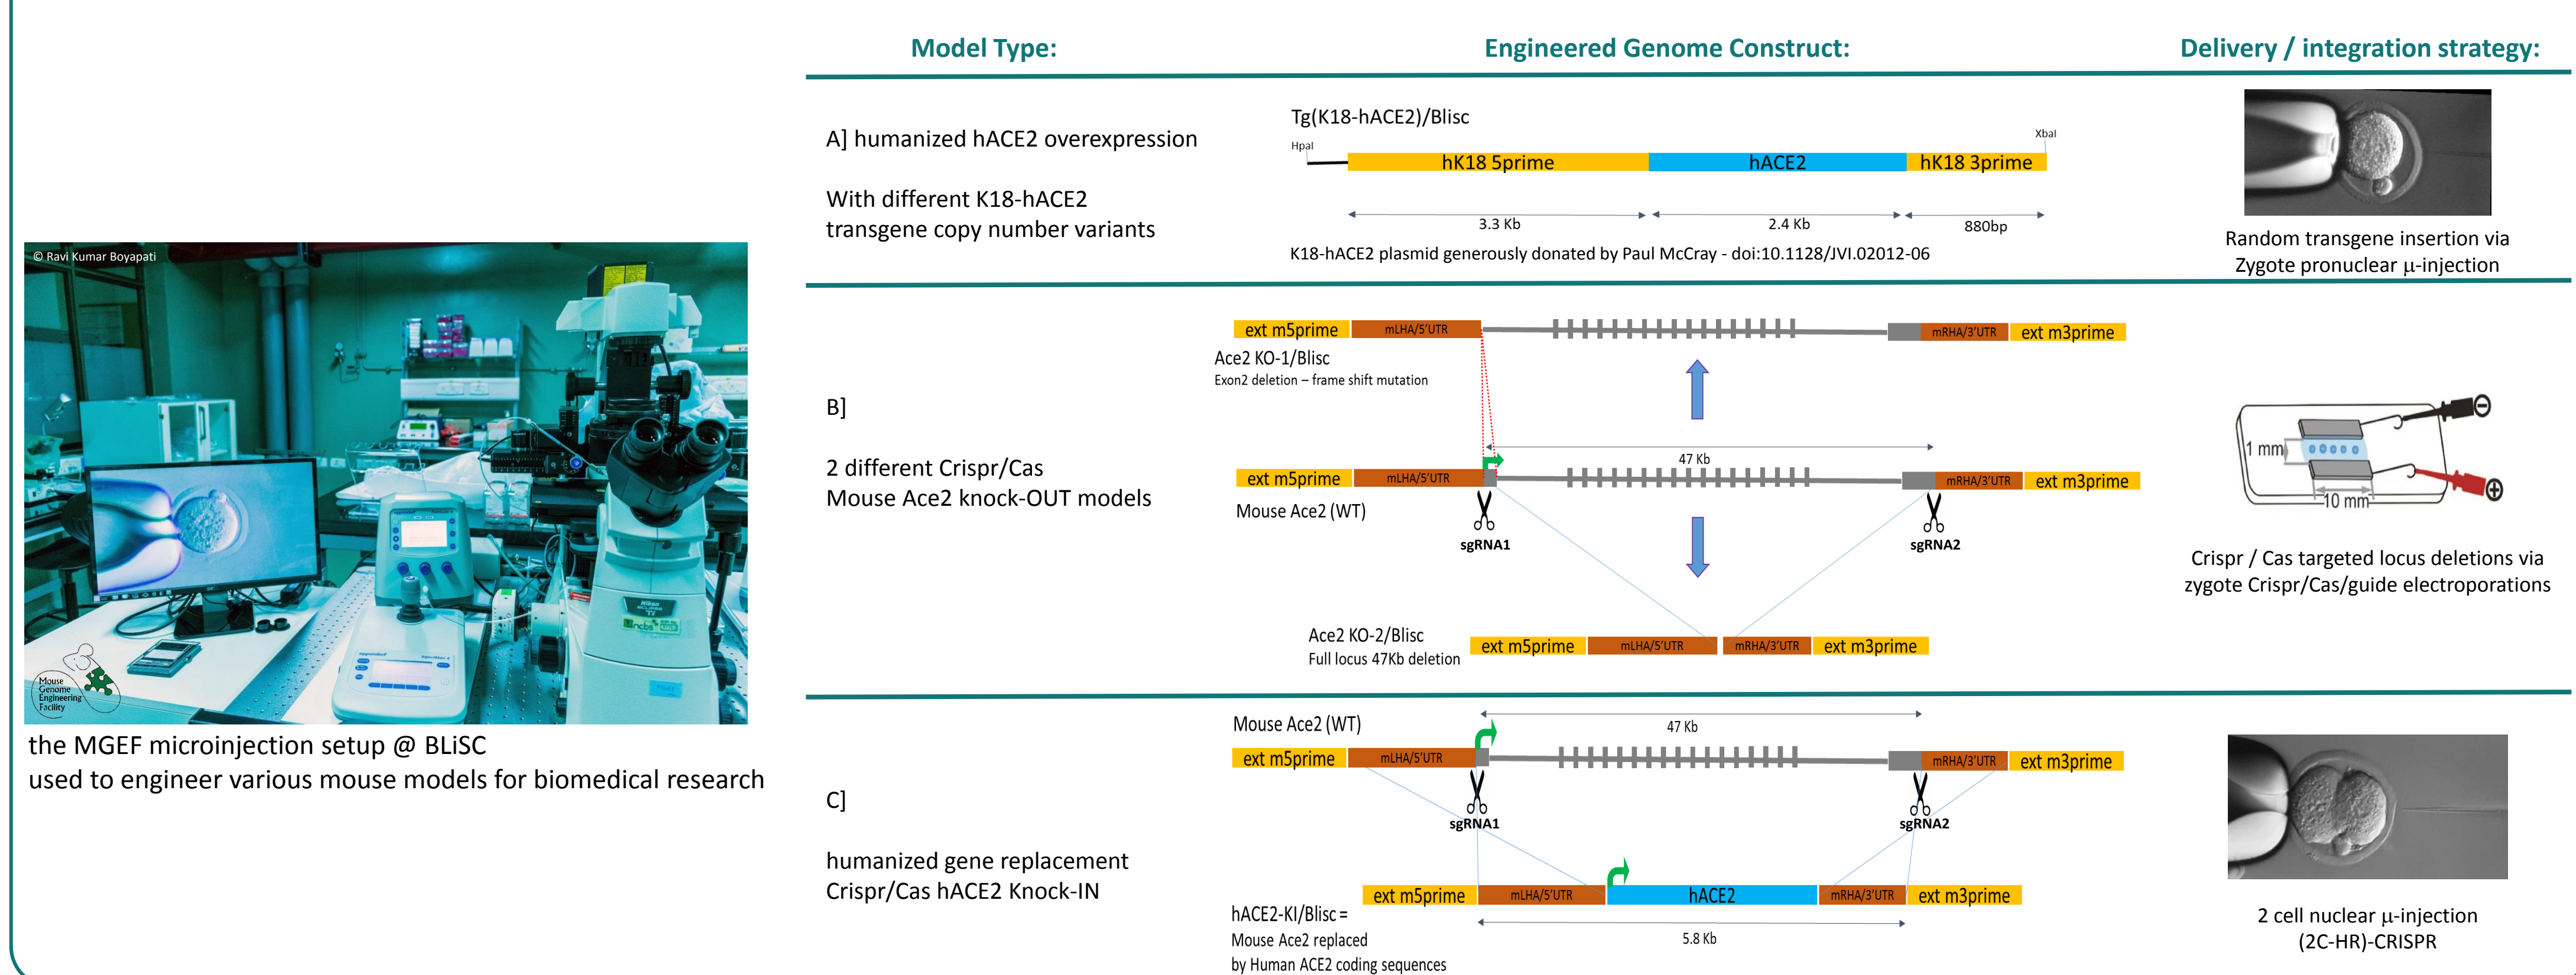 Model Type:
Engineered Genome Construct:
Delivery / integration strategy:
A] humanized hACE2 overexpression
With different K18-hACE2
transgene copy number variants
Tg(K18-hACE2)/Blisc
HpaI
XbaI
hK18 5prime
hACE2
hK18 3prime
3.3 Kb
2.4 Kb
880bp
K18-hACE2 plasmid generously donated by Paul McCray - doi:10.1128/JVI.02012-06
Random transgene insertion via
Zygote pronuclear µ-injection
© Ravi Kumar Boyapati
Mouse
Genome
Engineering
Facility
the MGEF microinjection setup @ BLiSC
used to engineer various mouse models for biomedical research
B]
2 different Crispr/Cas
Mouse Ace2 knock-OUT models
ext m5prime
mLHA/5'UTR
mRHA/3'UTR
ext m3prime
Ace2 KO-1/Blisc
Exon2 deletion – frame shift mutation
47 Kb
ext m5prime
mLHA/5'UTR
mRHA/3'UTR
ext m3prime
Mouse Ace2 (WT)
sgRNA1
sgRNA2
Ace2 KO-2/Blisc
Full locus 47Kb deletion
ext m5prime
mLHA/5'UTR
mRHA/3'UTR
ext m3prime
1 mm
10 mm
Crispr / Cas targeted locus deletions via
zygote Crispr/Cas/guide electroporations
C]
humanized gene replacement
Crispr/Cas hACE2 Knock-IN
Mouse Ace2 (WT)
47 Kb
ext m5prime
mLHA/5'UTR
mRHA/3'UTR
ext m3prime
sgRNA1
sgRNA2
ext m5prime
mLHA/5'UTR
hACE2
mRHA/3'UTR
ext m3prime
5.8 Kb
hACE2-KI/Blisc =
Mouse Ace2 replaced
by Human ACE2 coding sequences
2 cell nuclear µ-injection
(2C-HR)-CRISPR